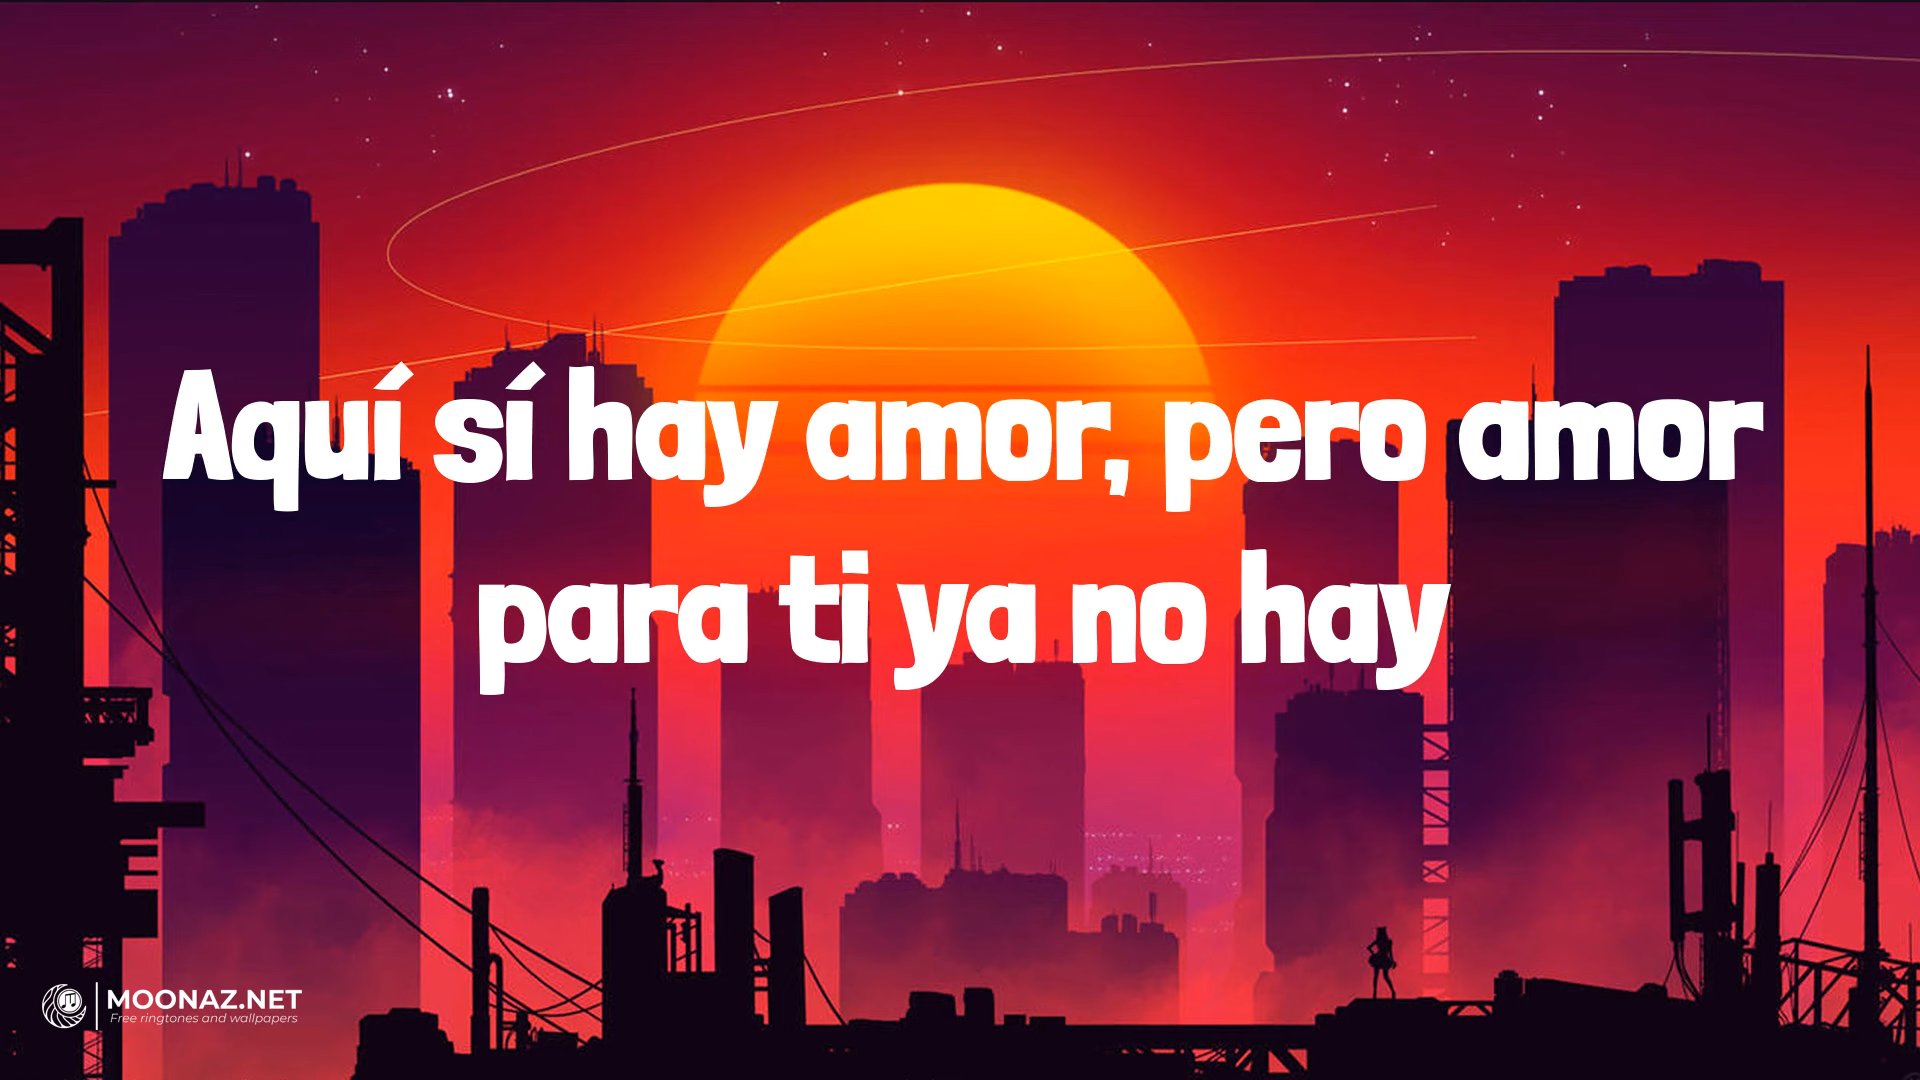 Aquí sí hay amor, pero amor
para ti ya no hay
MOONAZ.NET
Free ringtones and wallpapers